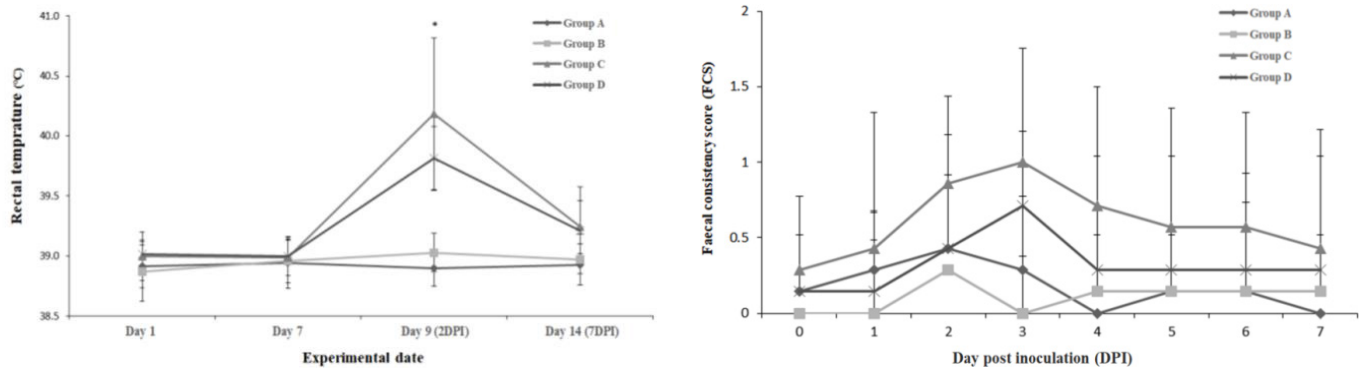 41.0
40.5
40.0
39.5
39.0
38.5
Rectal temprature (°C)
Group A
Group B
Group C
Group D
*
Day 1
Day 7
Day 9 (2DPI)
Day 14 (7DPI)
Experimental date
2
1.5
1
0.5
0
Faecal consistency score (FCS)
Group A
Group B
Group C
Group D
0
1
2
3
4
5
6
7
Day post inoculation (DPI)